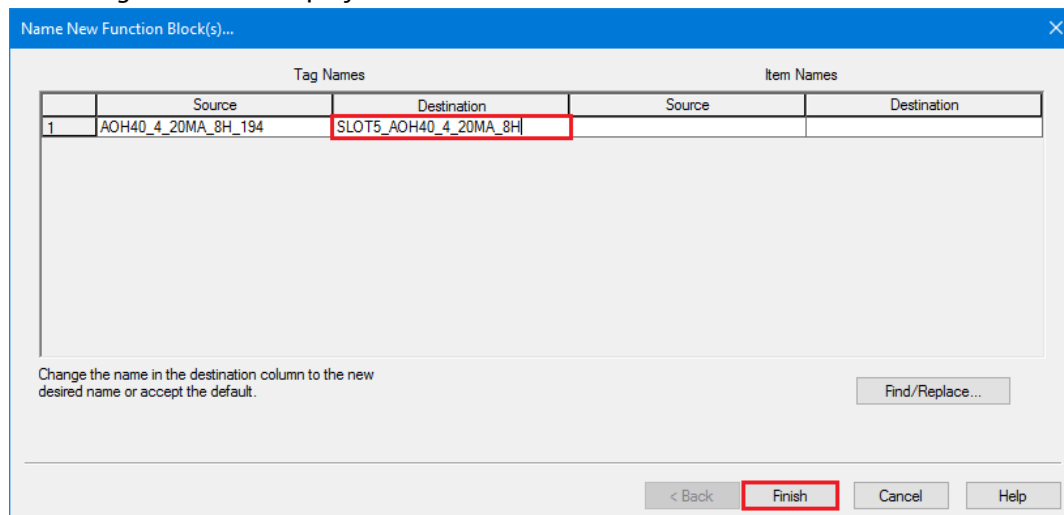 Name New Function Block(s)...
Tag Names Item Names
Source Destination Source Destination
1 AOH40_4_20MA_8H_194 SLOT5_AOH40_4_20MA_8H
Change the name in the destination column to the new
desired name or accept the default.
Find/Replace...
< Back Finish Cancel Help